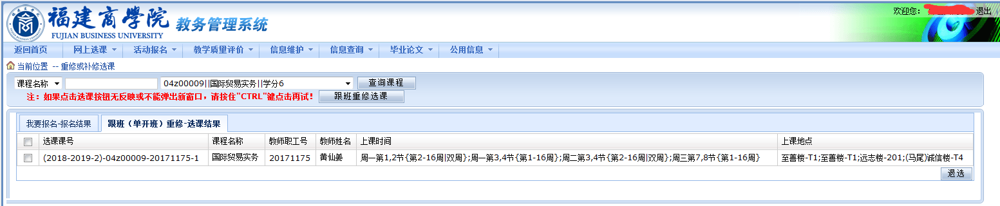 福建商學院 教务管理系统
FUJIAN BUSINESS UNIVERSITY
欢迎您： 退出
返回首页 网上选课 活动报名 教学质量评价 信息维护 信息查询 毕业论文 公用信息
当前位置 -- 重修或补修选课
课程名称 04z00009||国际贸易实务||学分6 查询课程
注：如果点击选课按钮无反映或不能弹出新窗口，请按住"CTRL"键点击再试！ 跟班重修选课
我要报名-报名结果 跟班（单开班）重修-选课结果
选课课号 课程名称 教师职工号 教师姓名 上课时间 上课地点
(2018-2019-2)-04z00009-20171175-1 国际贸易实务 20171175 黄仙姜 周一第1,2节{第2-16周|双周};周一第3,4节{第1-16周};周二第3,4节{第2-16周|双周};周三第7,8节{第1-16周} 至善楼-T1;至善楼-T1;远志楼-201;(马尾)诚信楼-T4
退选